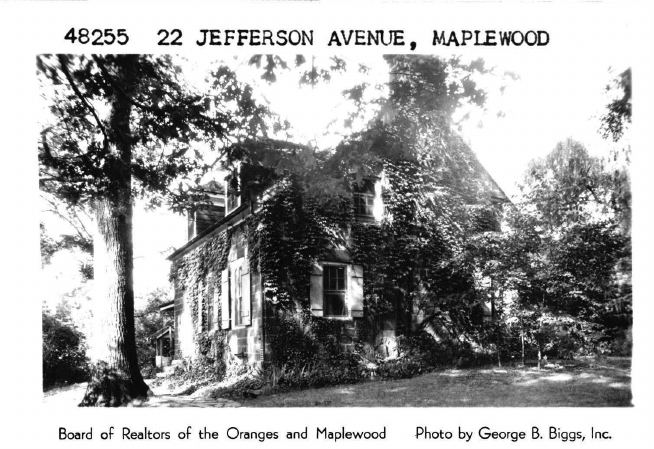 48255 22 JEFFERSON AVENUE, MAPLEWOOD
Board of Realtors of the Oranges and Maplewood Photo by George B. Biggs, Inc.